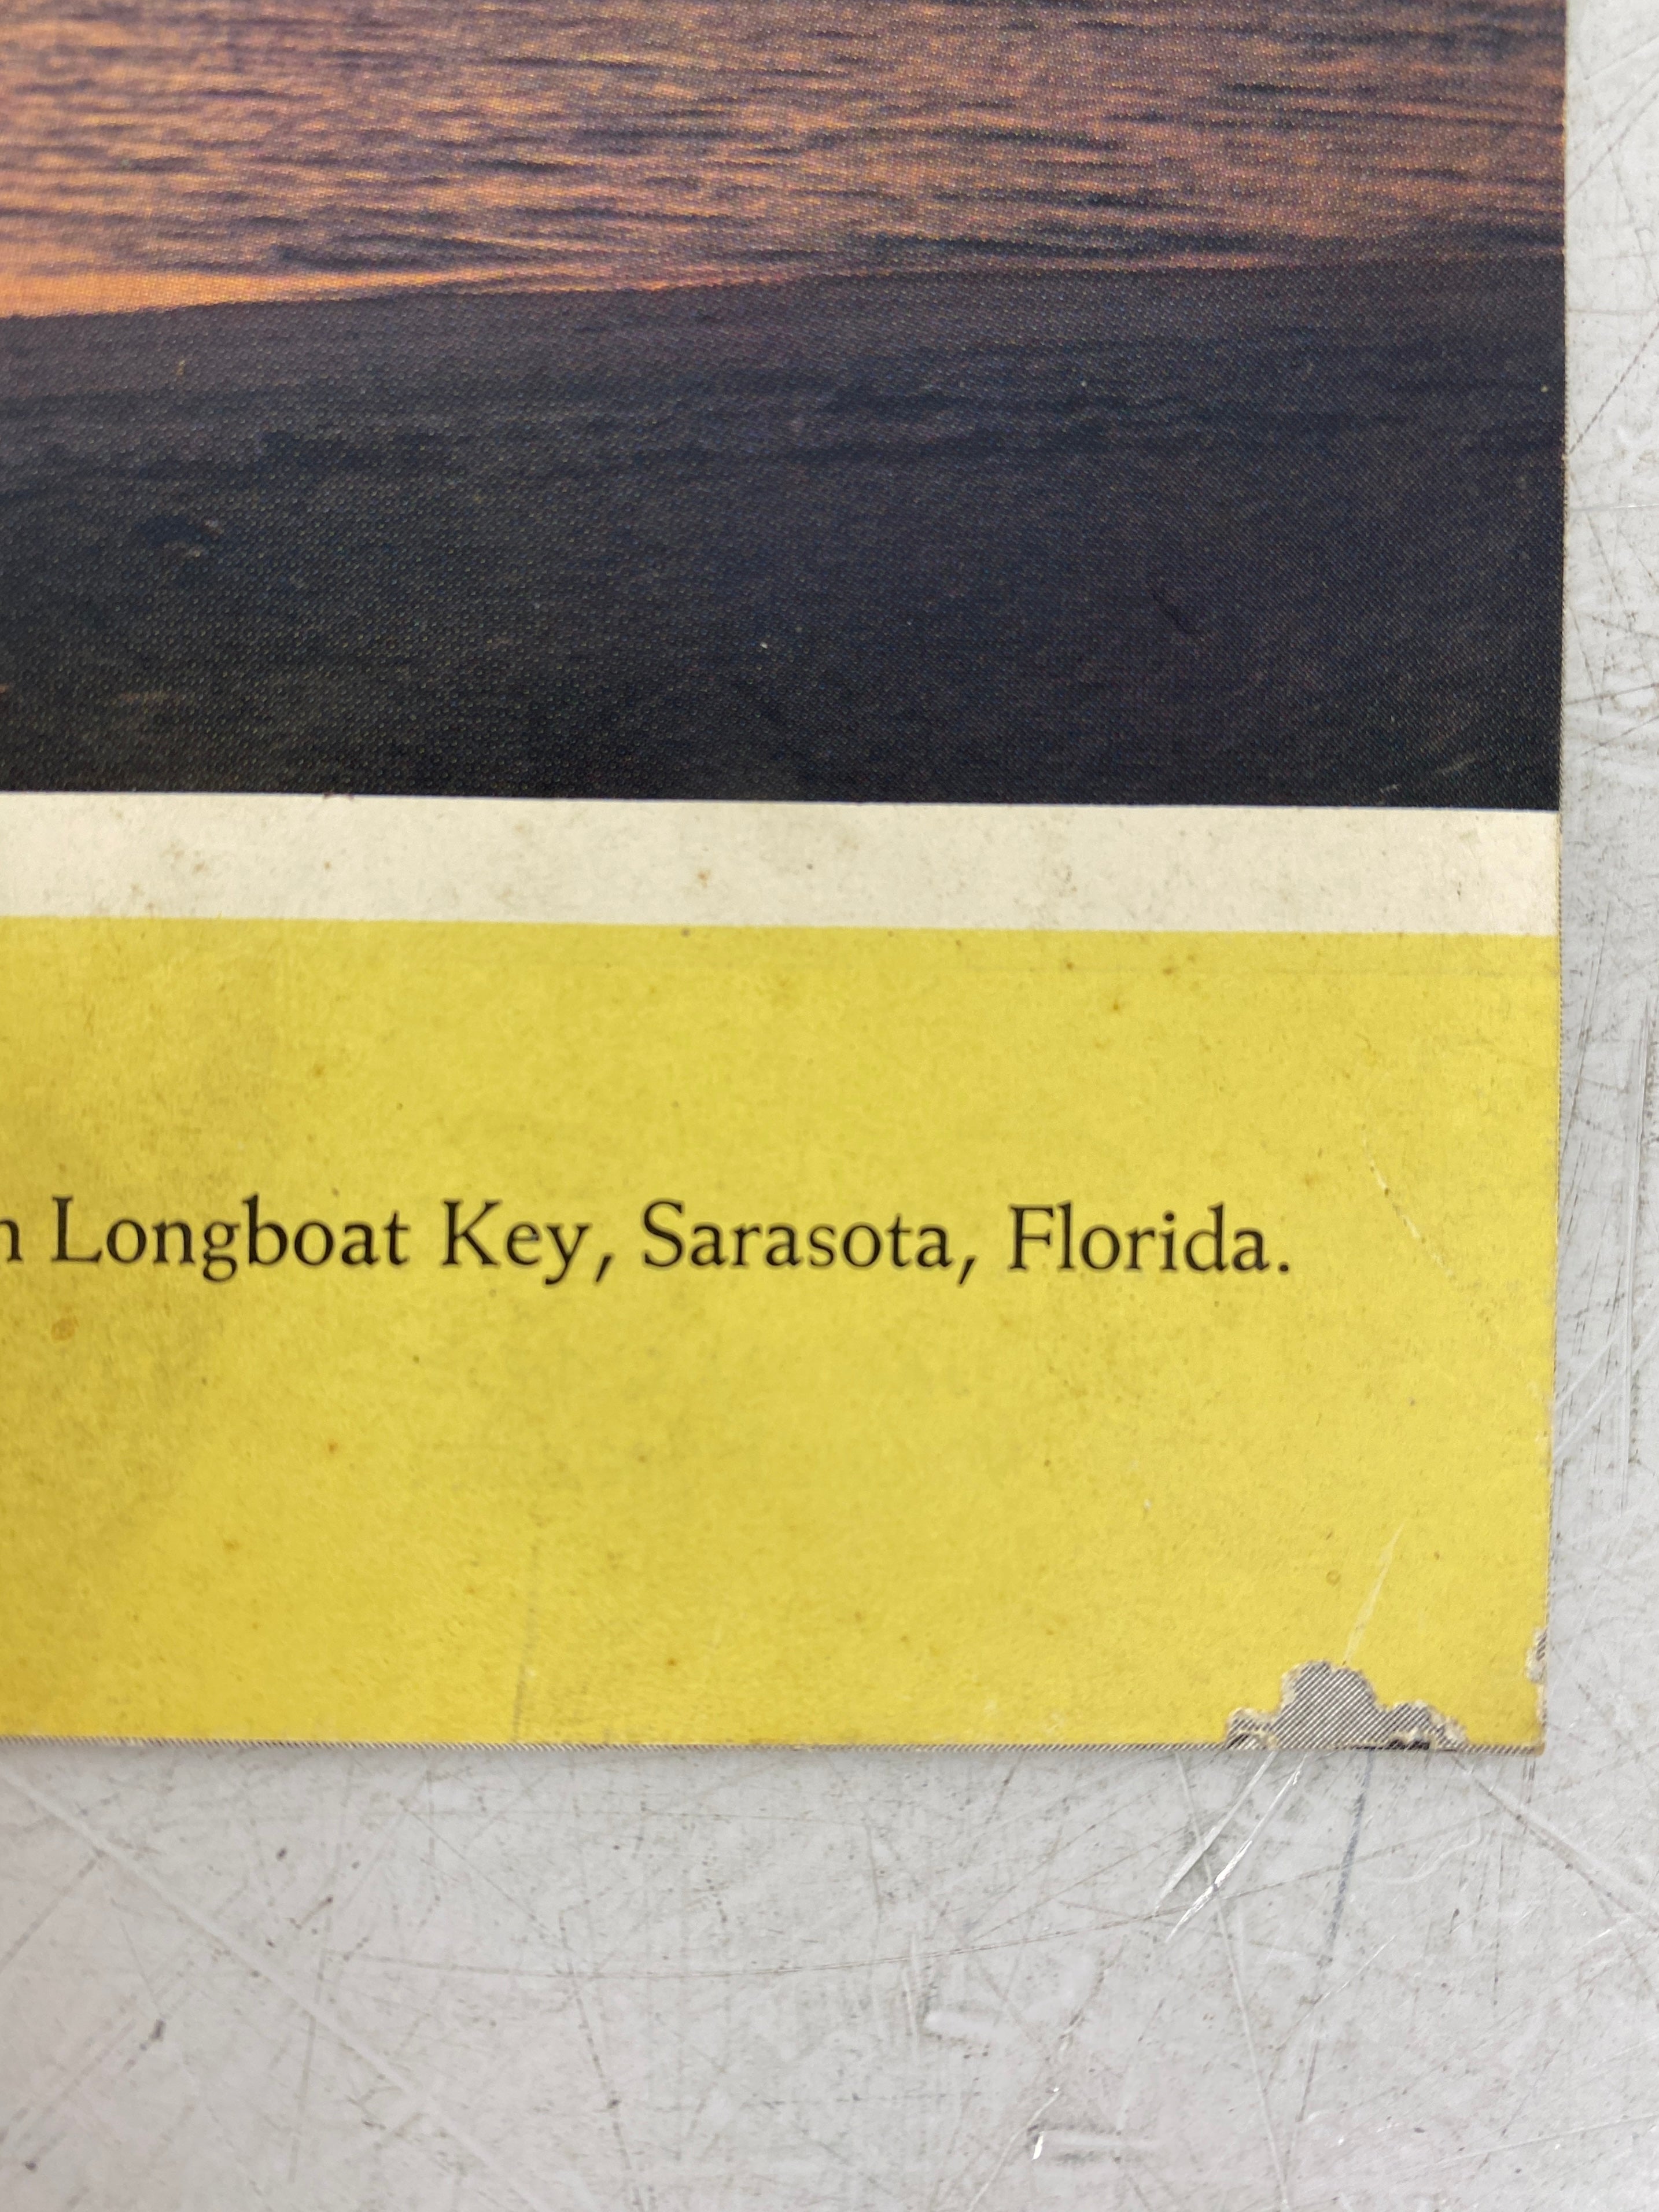 n Longboat Key, Sarasota, Florida.